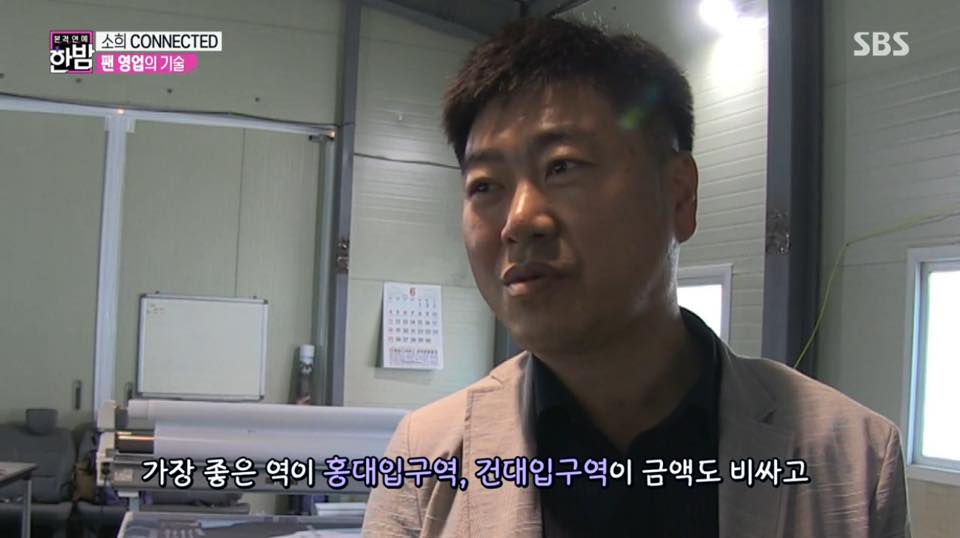 본격연예
한밤
소희 CONNECTED
팬 영업의 기술
SBS
6
가장 좋은 역이 홍대입구역, 건대입구역이 금액도 비싸고